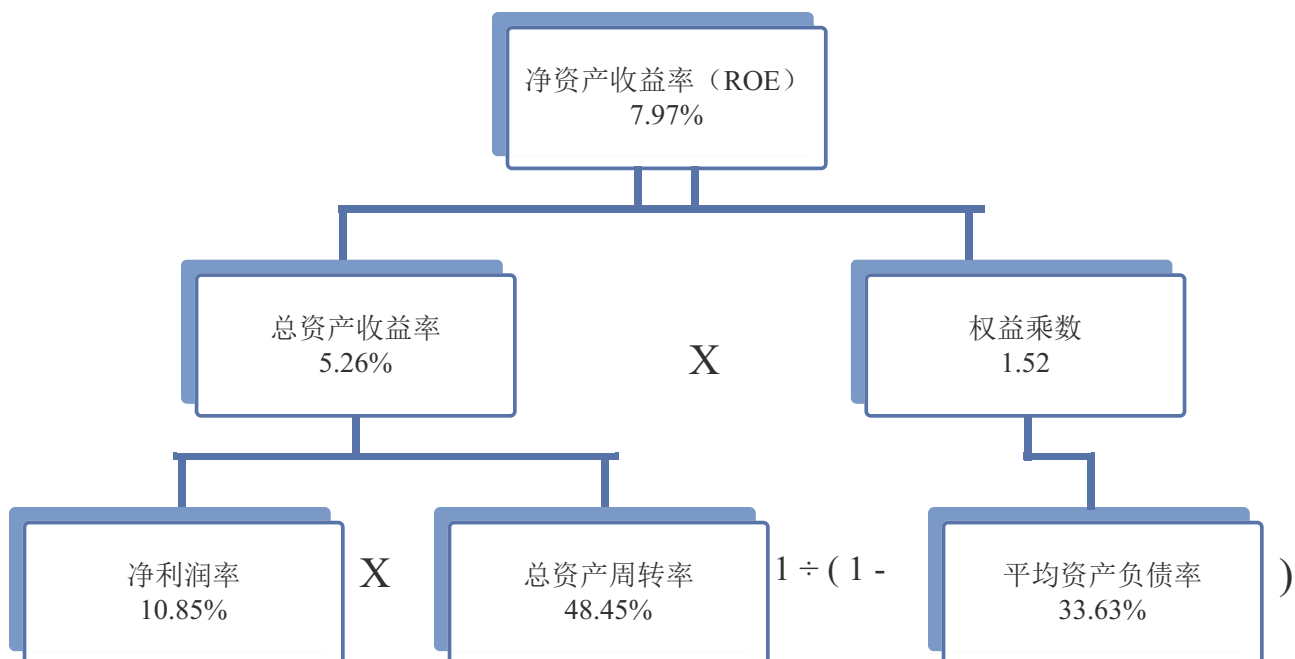 净资产收益率（ROE）
7.97%
总资产收益率
5.26%
X
权益乘数
1.52
净利润率
10.85%
X
总资产周转率
48.45%
1 ÷ ( 1 -
平均资产负债率
33.63%
)